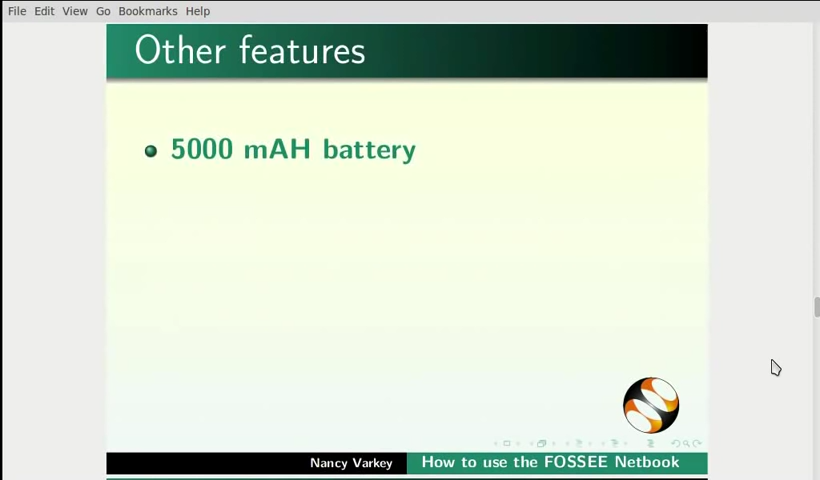 File Edit View Go Bookmarks Help
Other features
5000 mAH battery
Nancy Varkey How to use the FOSSEE Netbook